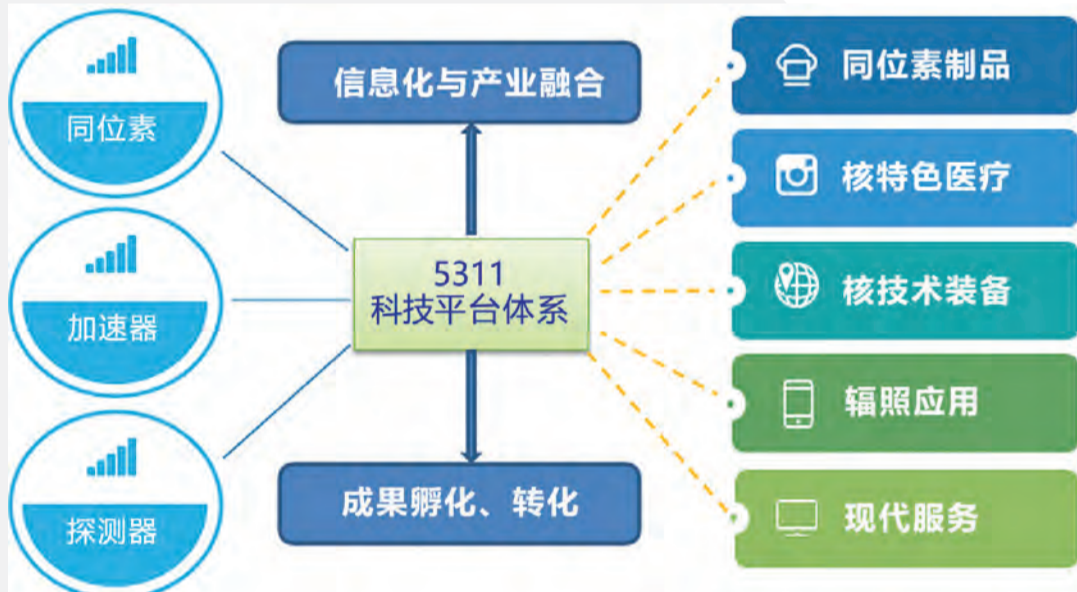 同位素
加速器
探测器
信息化与产业融合
5311
科技平台体系
成果孵化、转化
同位素制品
核特色医疗
核技术装备
辐照应用
现代服务